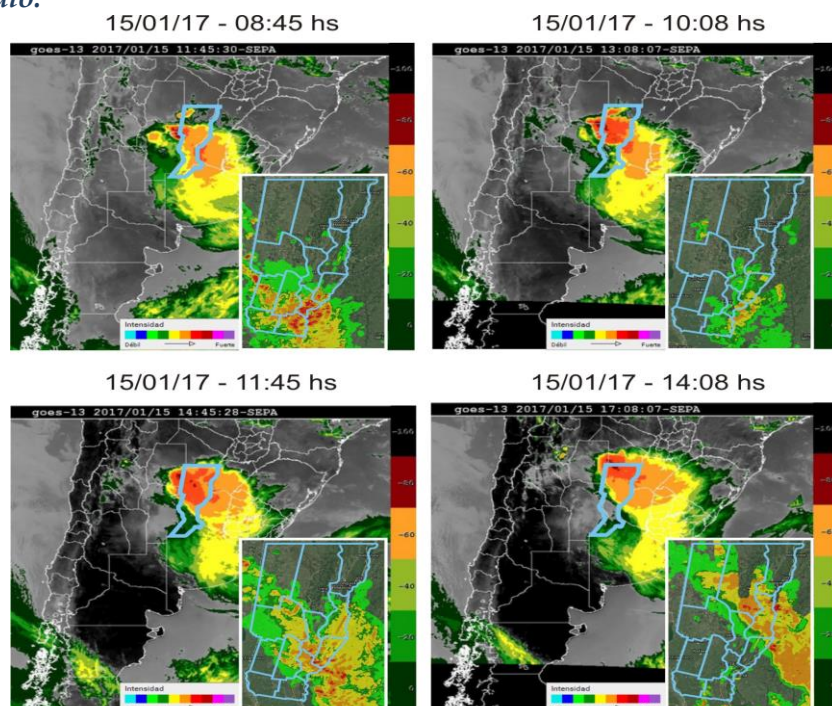 15/01/17 - 08:45 hs
15/01/17 - 10:08 hs
goes-13 2017/01/15 11:45:30-SEPA
goes-13 2017/01/15 13:08:07-SEPA
-60
-40
-20
Intensidad
Débil
Fuerte
-60
-40
-20
Intensidad
Débil
Fuerte
15/01/17 - 11:45 hs
15/01/17 - 14:08 hs
goes-13 2017/01/15 14:45:28-SEPA
goes-13 2017/01/15 17:08:07-SEPA
-60
-40
-20
Intensidad
-60
-40
-20
Intensidad